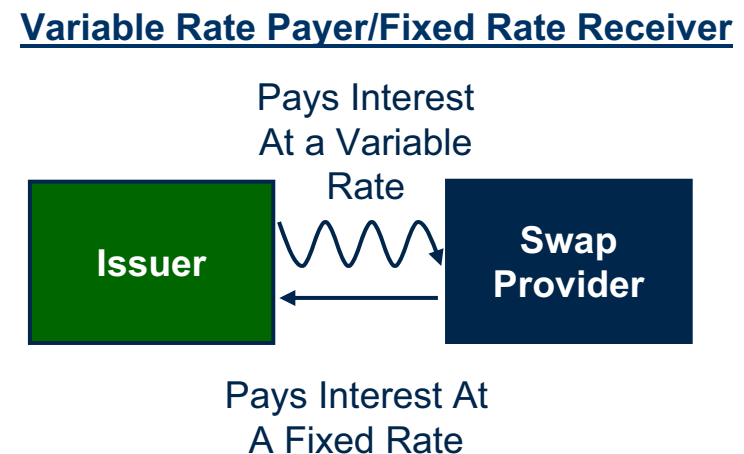 Variable Rate Payer/Fixed Rate Receiver
Pays Interest
At a Variable
Rate
Issuer
Swap
Provider
Pays Interest At
A Fixed Rate